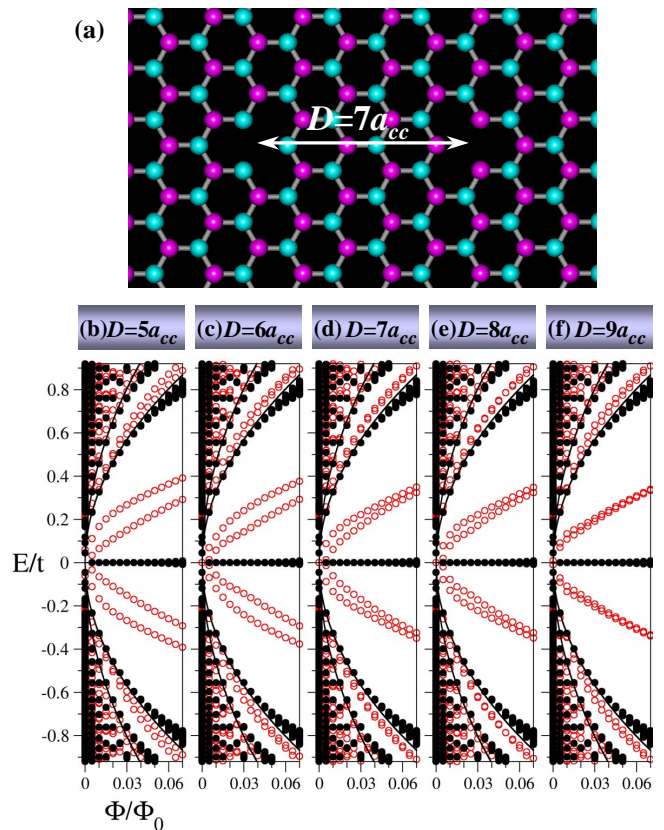 (a)
D=7a_cc
(b) D=5a_cc (c) D=6a_cc (d) D=7a_cc (e) D=8a_cc (f) D=9a_cc
0.8
0.6
0.4
0.2
E/t 0
-0.2
-0.4
-0.6
-0.8
0 0.03 0.06 0 0.03 0.06 0 0.03 0.06 0 0.03 0.06 0 0.03 0.06
Φ/Φ_0